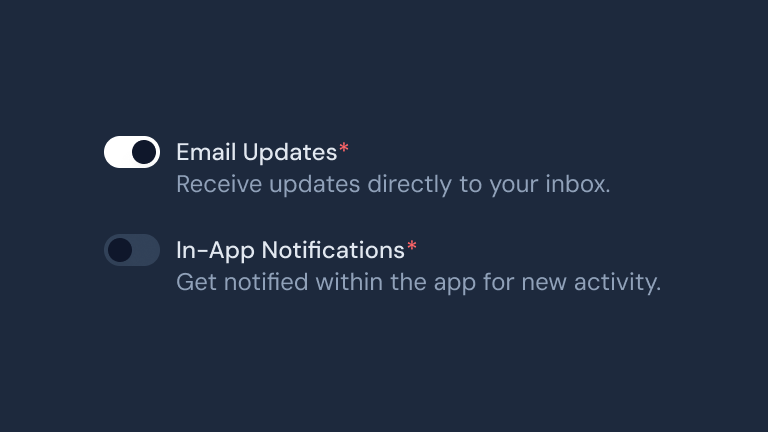 Email Updates*
Receive updates directly to your inbox.
In-App Notifications*
Get notified within the app for new activity.